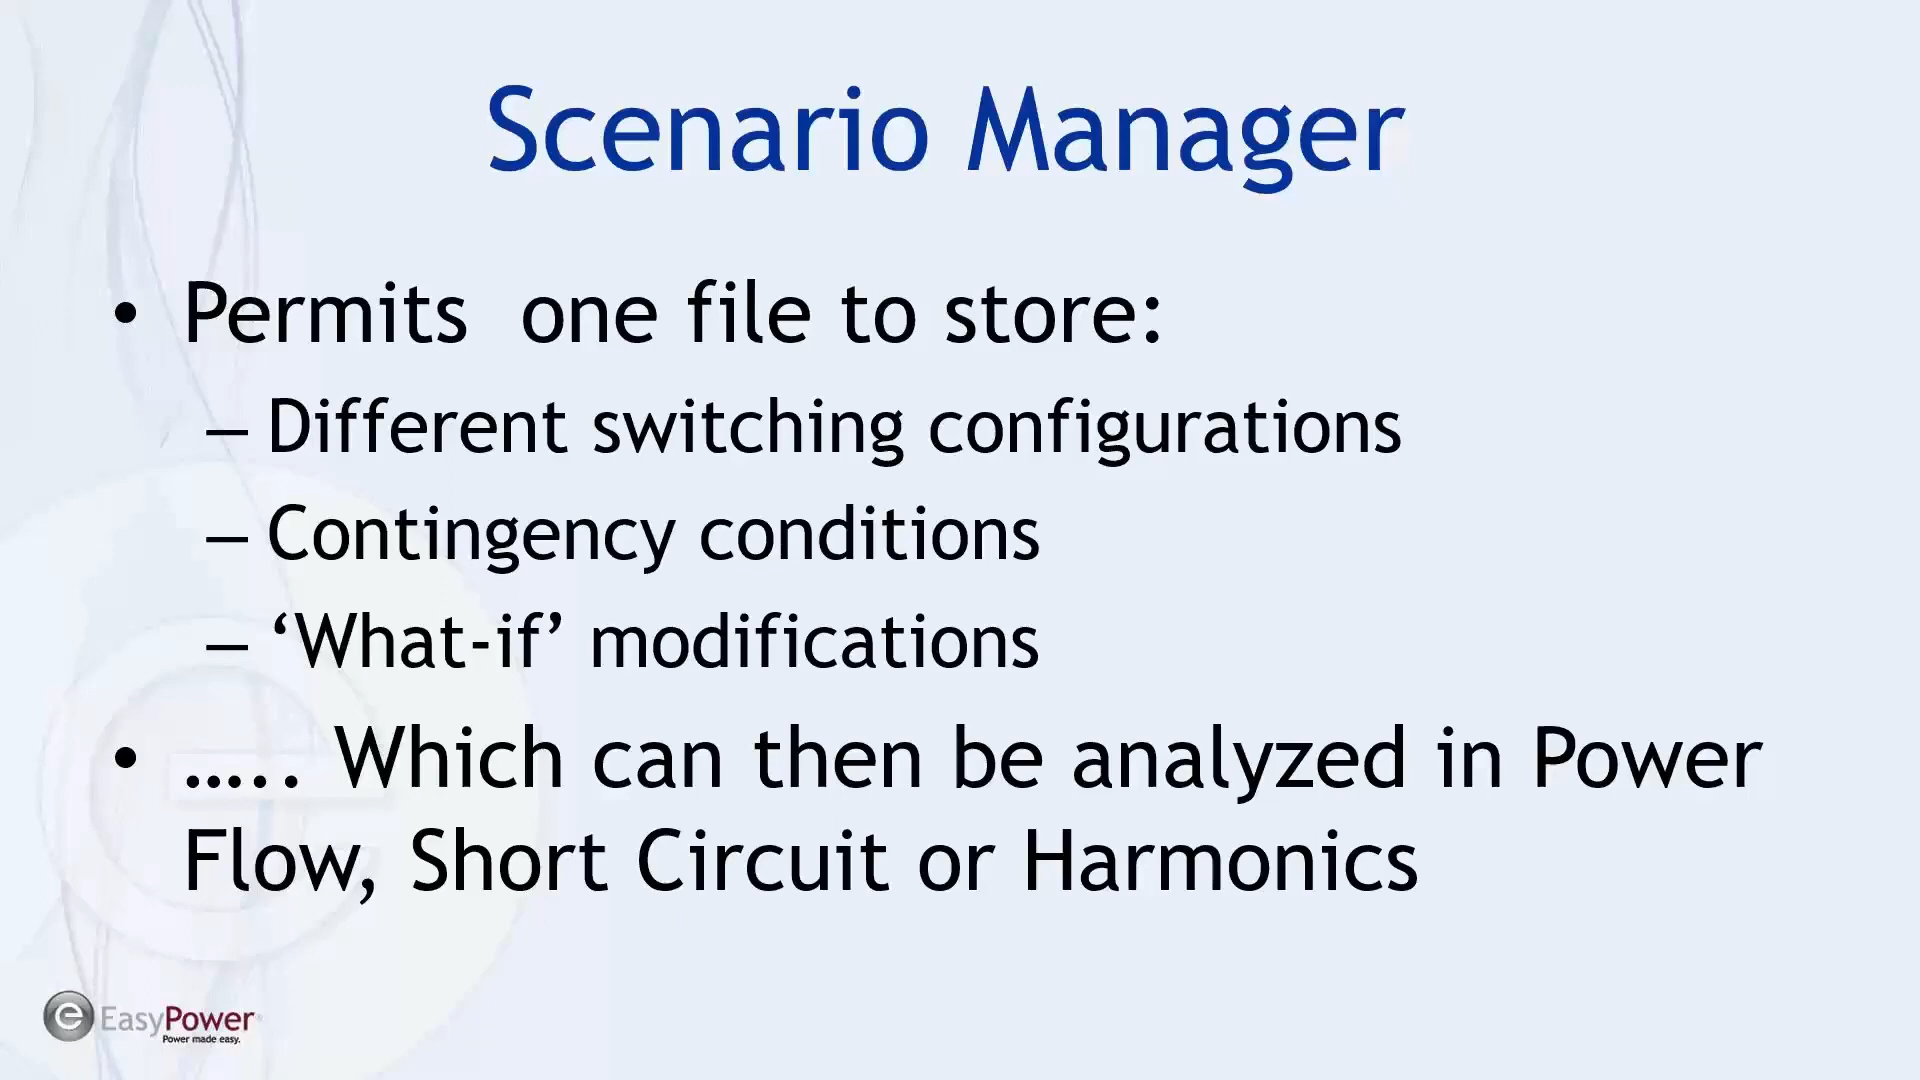 Scenario Manager
• Permits  one file to store:
– Different switching configurations
– Contingency conditions
– ‘What-if’ modifications
• ….. Which can then be analyzed in Power
Flow, Short Circuit or Harmonics
e EasyPower
Power made easy.